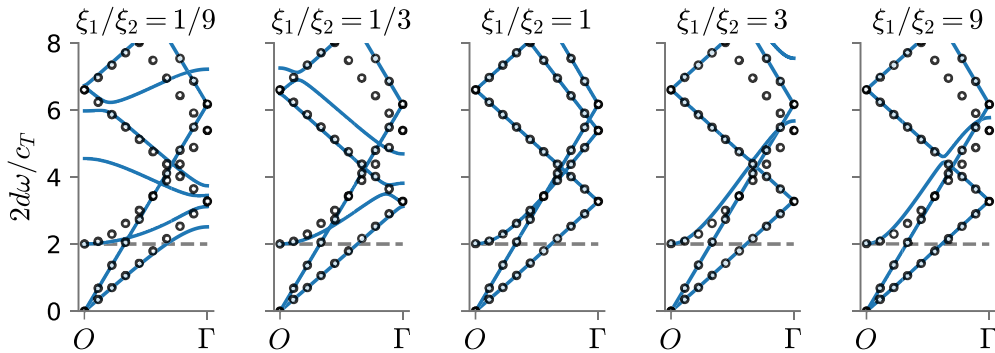 ξ₁/ξ₂ = 1/9 ξ₁/ξ₂ = 1/3 ξ₁/ξ₂ = 1 ξ₁/ξ₂ = 3 ξ₁/ξ₂ = 9
8
6
4
2
0
2dω/c_T
O Γ O Γ O Γ O Γ O Γ